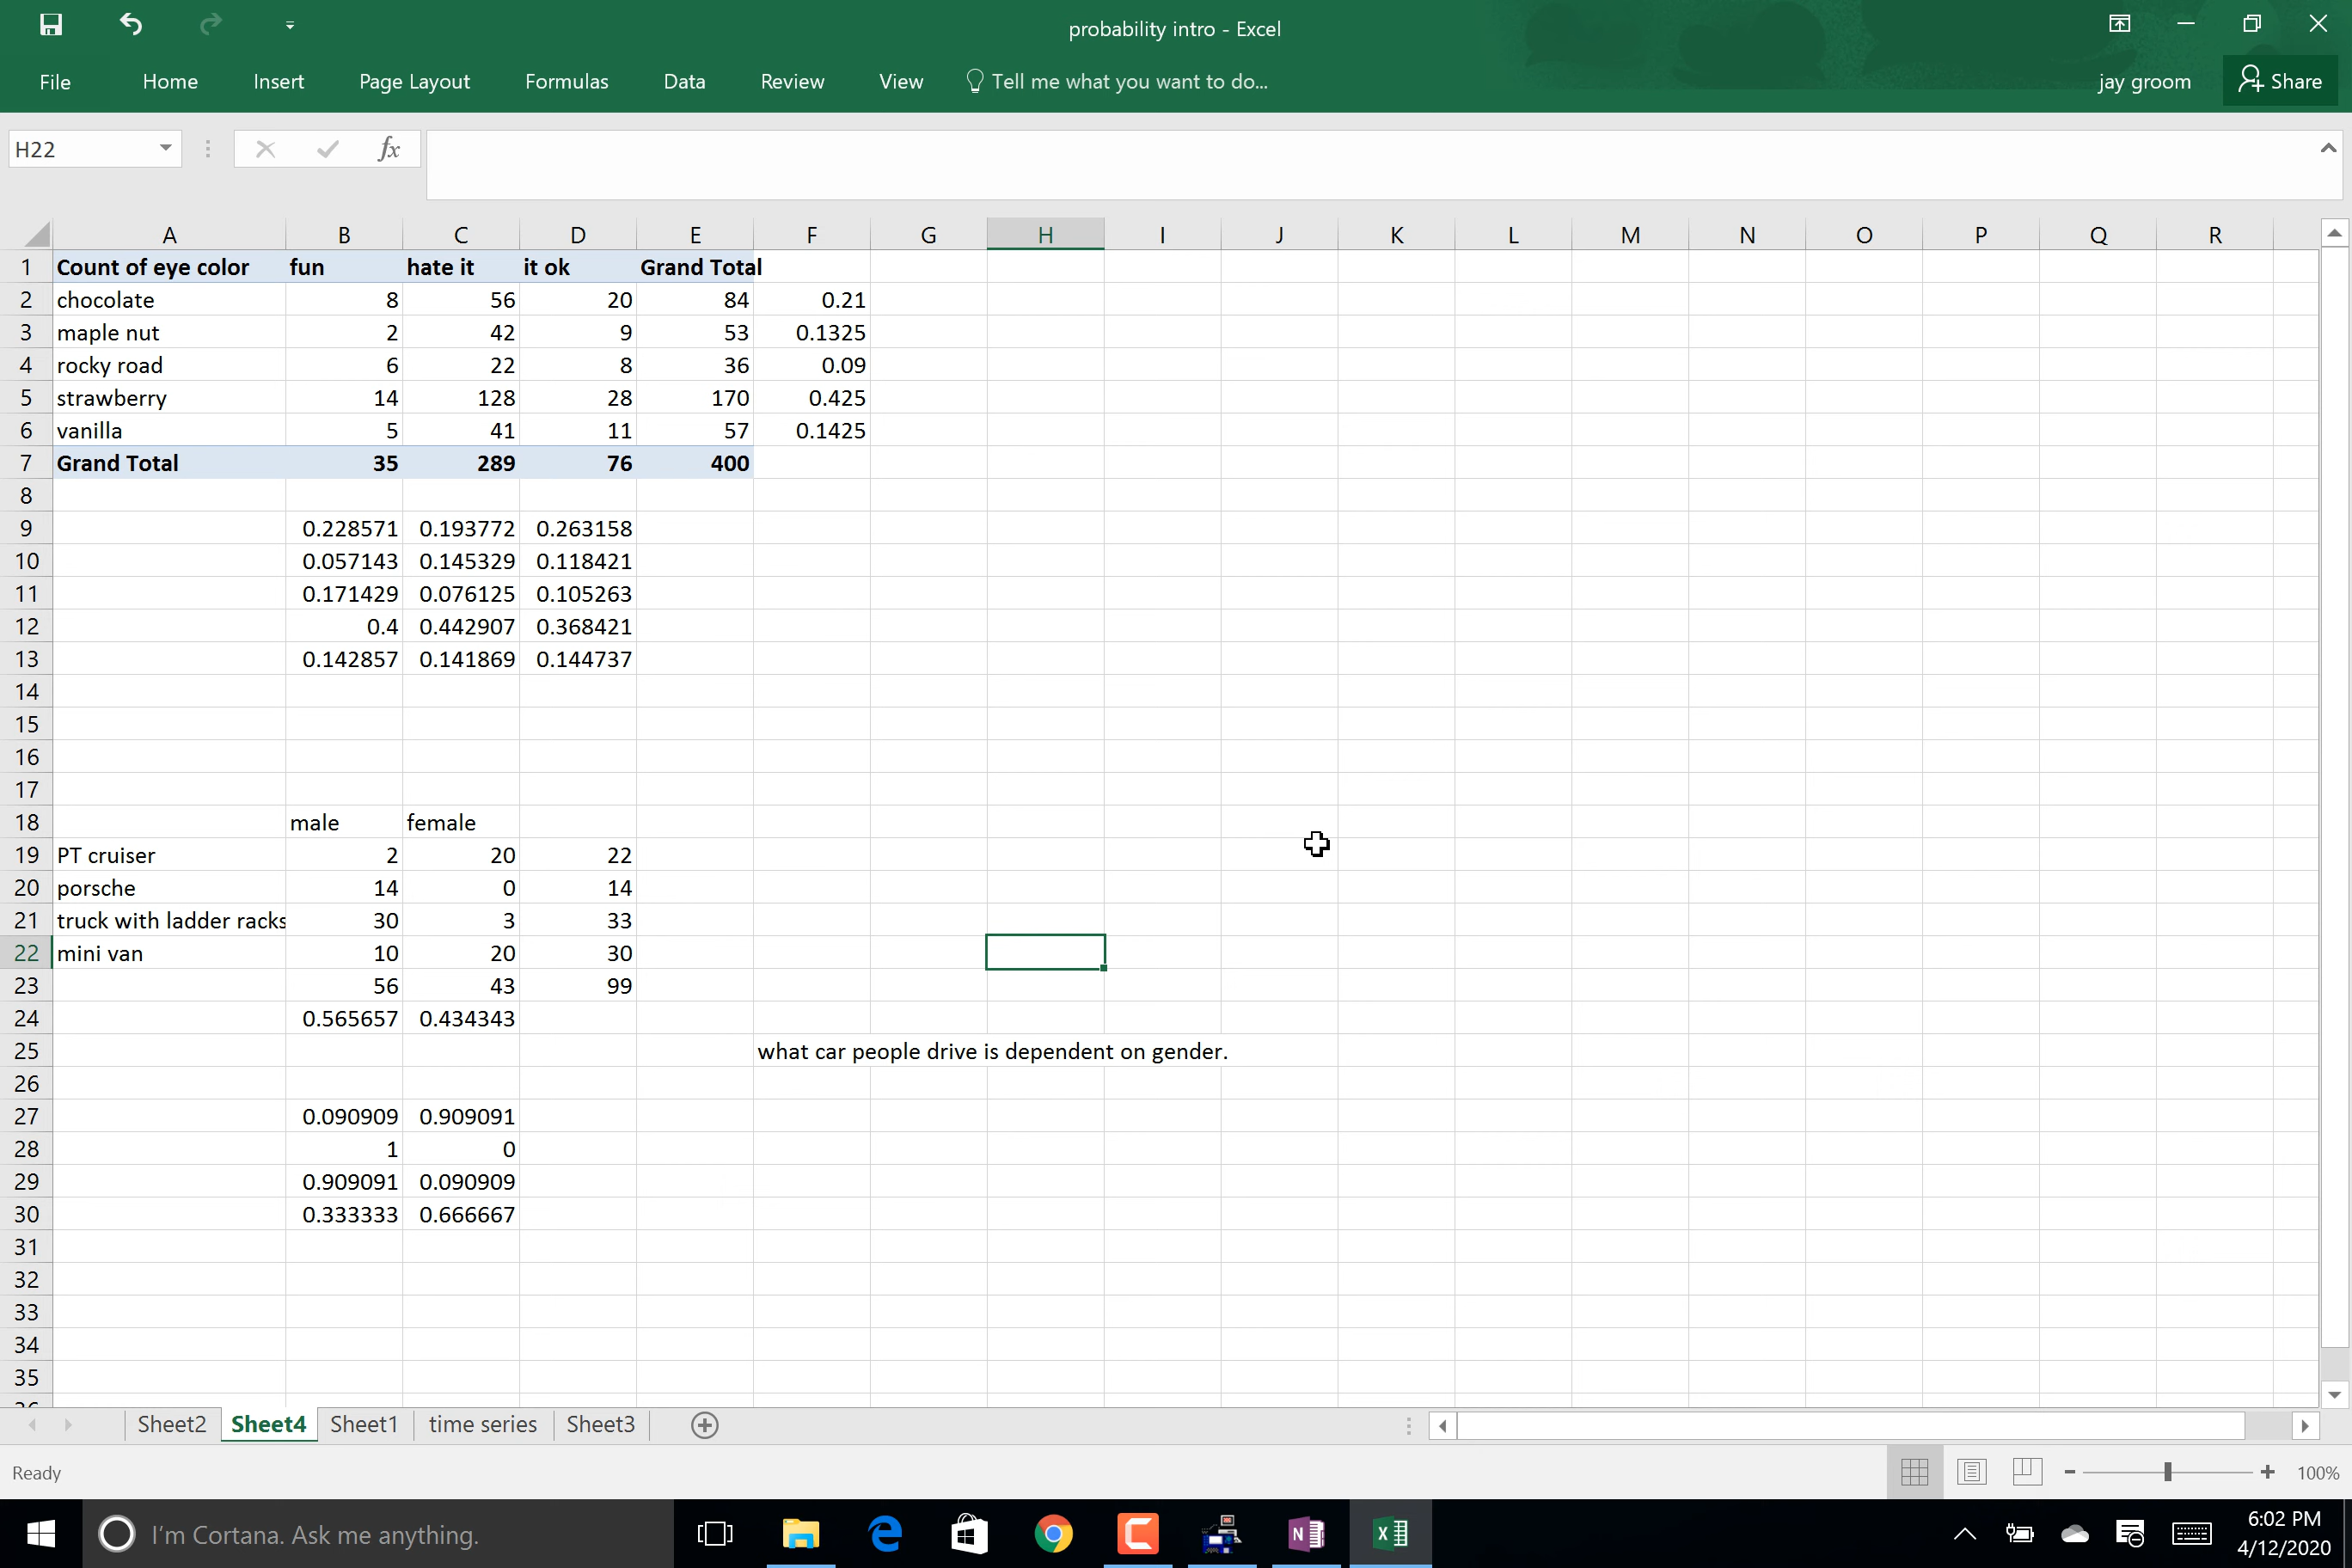 probability intro - Excel
File Home Insert Page Layout Formulas Data Review View Tell me what you want to do... jay groom Share
H22 fx
A B C D E F G H I J K L M N O P Q R
1 Count of eye color fun hate it it ok Grand Total
2 chocolate 8 56 20 84 0.21
3 maple nut 2 42 9 53 0.1325
4 rocky road 6 22 8 36 0.09
5 strawberry 14 128 28 170 0.425
6 vanilla 5 41 11 57 0.1425
7 Grand Total 35 289 76 400
8
9 0.228571 0.193772 0.263158
10 0.057143 0.145329 0.118421
11 0.171429 0.076125 0.105263
12 0.4 0.442907 0.368421
13 0.142857 0.141869 0.144737
14
15
16
17
18 male female
19 PT cruiser 2 20 22
20 porsche 14 0 14
21 truck with ladder racks 30 3 33
22 mini van 10 20 30
23 56 43 99
24 0.565657 0.434343
25 what car people drive is dependent on gender.
26
27 0.090909 0.909091
28 1 0
29 0.909091 0.090909
30 0.333333 0.666667
31
32
33
34
35
Sheet2 Sheet4 Sheet1 time series Sheet3
Ready 100%
I'm Cortana. Ask me anything. 6:02 PM
4/12/2020